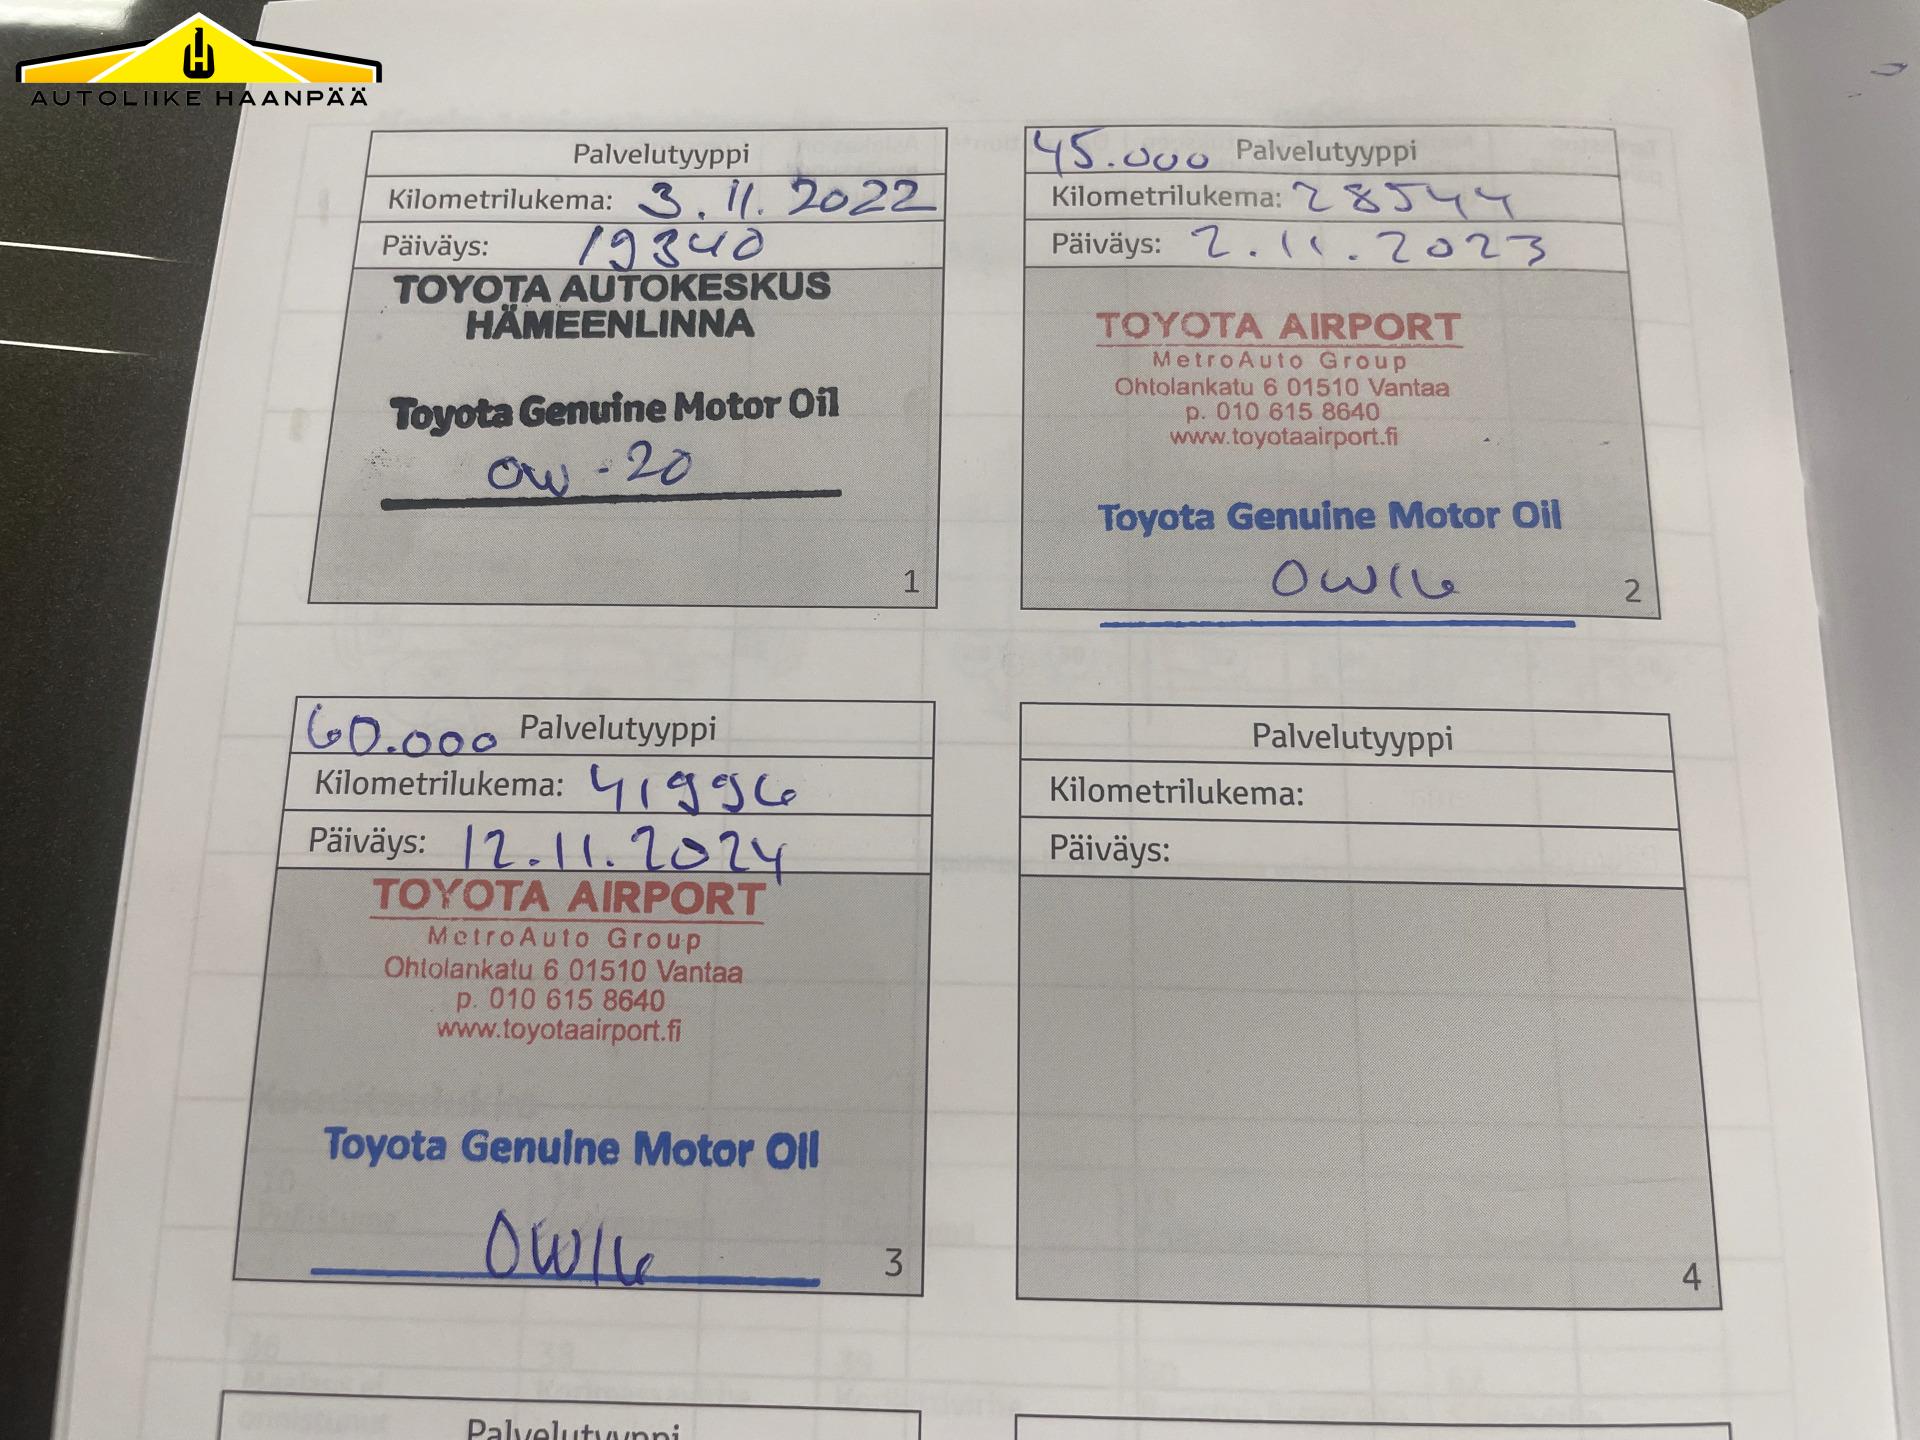 AUTOLIIKE HAANPÄÄ
Palvelutyyppi
Kilometrilukema: 3.11.2022
Päiväys: 19340
TOYOTA AUTOKESKUS
HÄMEENLINNA
Toyota Genuine Motor Oil
0W-20
1
45.000 Palvelutyyppi
Kilometrilukema: 28544
Päiväys: 2.11.2023
TOYOTA AIRPORT
MetroAuto Group
Ohtolankatu 6 01510 Vantaa
p. 010 615 8640
www.toyotaairport.fi
Toyota Genuine Motor Oil
0W16
2
60.000 Palvelutyyppi
Kilometrilukema: 41996
Päiväys: 12.11.2024
TOYOTA AIRPORT
MetroAuto Group
Ohtolankatu 6 01510 Vantaa
p. 010 615 8640
www.toyotaairport.fi
Toyota Genuine Motor Oil
0W16
3
Palvelutyyppi
Kilometrilukema:
Päiväys:
4
Palvelutyyppi